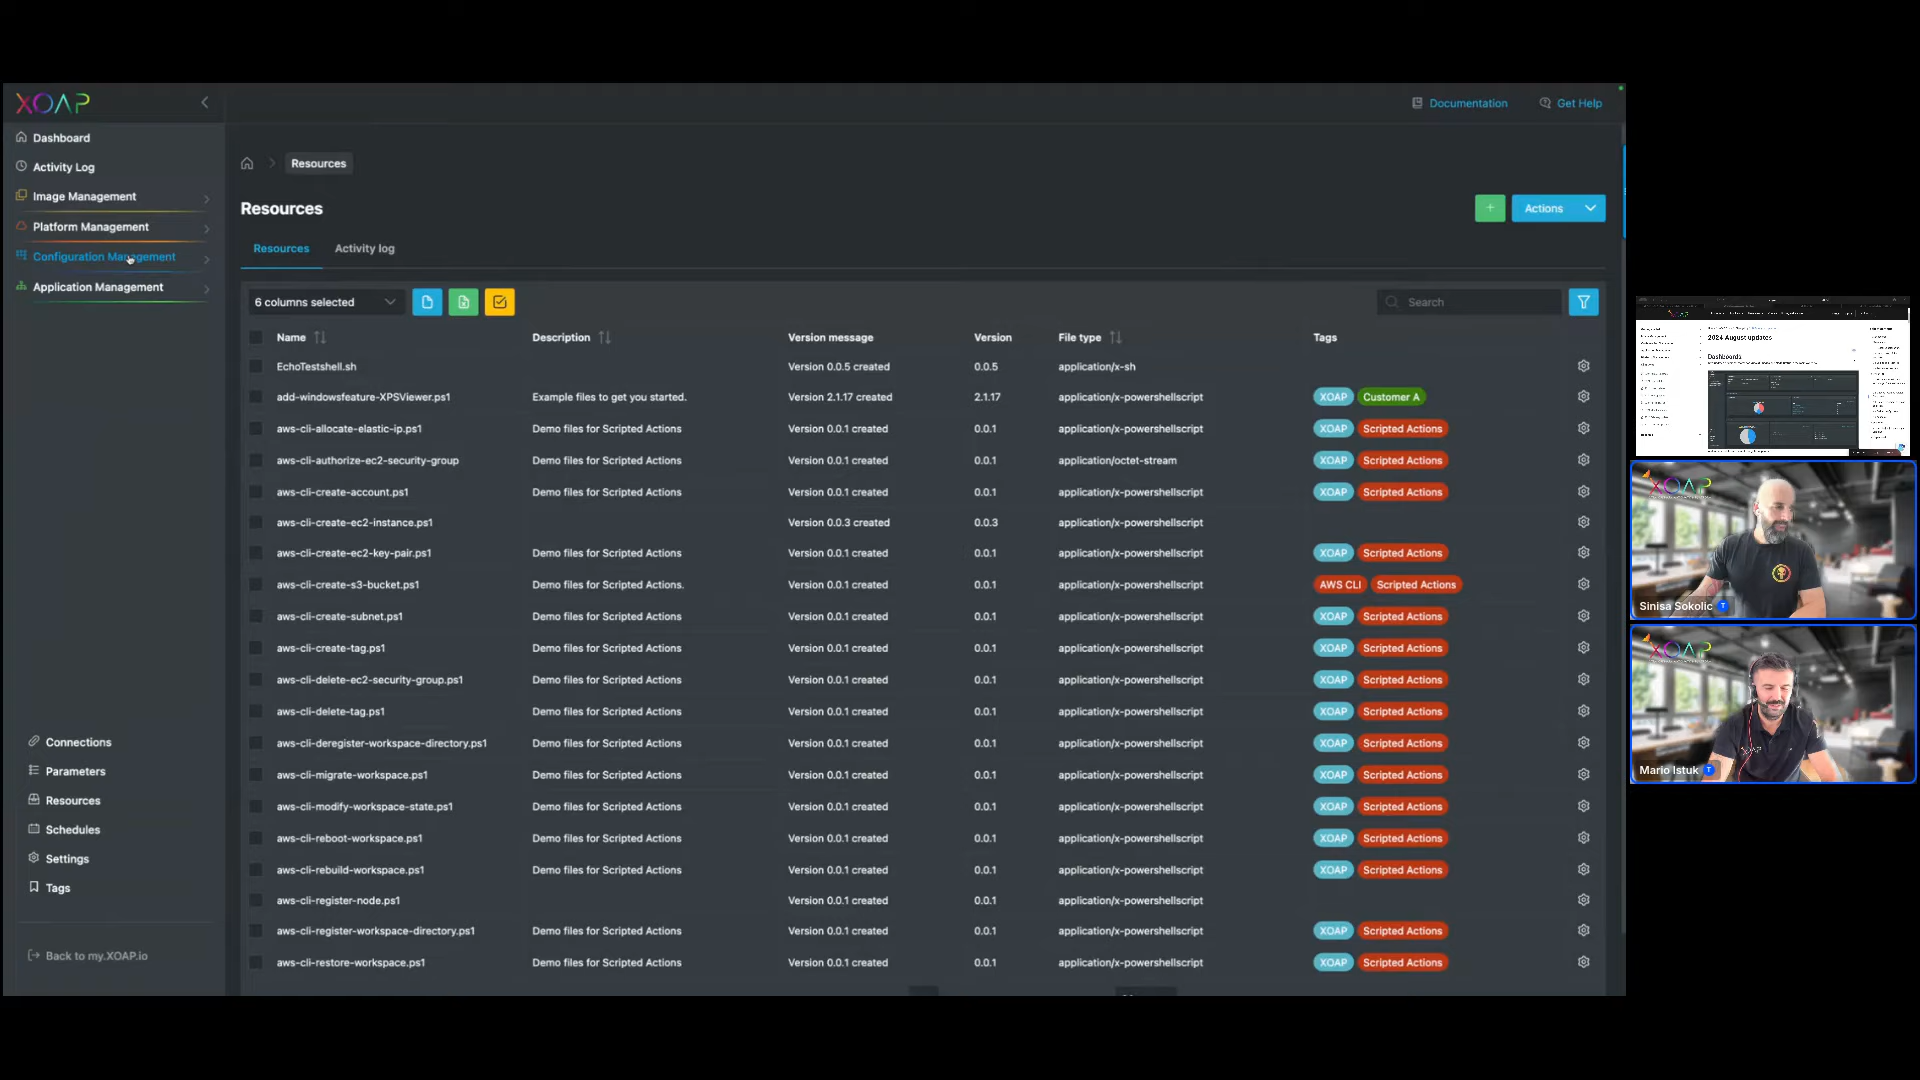 XOAP
Documentation
Get Help
Dashboard
Activity Log
Image Management
Platform Management
Configuration Management
Application Management
Connections
Parameters
Resources
Schedules
Settings
Tags
Back to my.XOAP.io
Resources
Resources
Actions
Resources Activity log
6 columns selected
Search
Name Description Version message Version File type Tags
EchoTestshell.sh Version 0.0.5 created 0.0.5 application/x-sh
add-windowsfeature-XPSViewer.ps1 Example files to get you started. Version 2.1.17 created 2.1.17 application/x-powershellscript XOAP Customer A
aws-cli-allocate-elastic-ip.ps1 Demo files for Scripted Actions Version 0.0.1 created 0.0.1 application/x-powershellscript XOAP Scripted Actions
aws-cli-authorize-ec2-security-group Demo files for Scripted Actions Version 0.0.1 created 0.0.1 application/octet-stream XOAP Scripted Actions
aws-cli-create-account.ps1 Demo files for Scripted Actions Version 0.0.1 created 0.0.1 application/x-powershellscript XOAP Scripted Actions
aws-cli-create-ec2-instance.ps1 Version 0.0.3 created 0.0.3 application/x-powershellscript
aws-cli-create-ec2-key-pair.ps1 Demo files for Scripted Actions Version 0.0.1 created 0.0.1 application/x-powershellscript XOAP Scripted Actions
aws-cli-create-s3-bucket.ps1 Demo files for Scripted Actions. Version 0.0.1 created 0.0.1 application/x-powershellscript AWS CLI Scripted Actions
aws-cli-create-subnet.ps1 Demo files for Scripted Actions Version 0.0.1 created 0.0.1 application/x-powershellscript XOAP Scripted Actions
aws-cli-create-tag.ps1 Demo files for Scripted Actions Version 0.0.1 created 0.0.1 application/x-powershellscript XOAP Scripted Actions
aws-cli-delete-ec2-security-group.ps1 Demo files for Scripted Actions Version 0.0.1 created 0.0.1 application/x-powershellscript XOAP Scripted Actions
aws-cli-delete-tag.ps1 Demo files for Scripted Actions Version 0.0.1 created 0.0.1 application/x-powershellscript XOAP Scripted Actions
aws-cli-deregister-workspace-directory.ps1 Demo files for Scripted Actions Version 0.0.1 created 0.0.1 application/x-powershellscript XOAP Scripted Actions
aws-cli-migrate-workspace.ps1 Demo files for Scripted Actions Version 0.0.1 created 0.0.1 application/x-powershellscript XOAP Scripted Actions
aws-cli-modify-workspace-state.ps1 Demo files for Scripted Actions Version 0.0.1 created 0.0.1 application/x-powershellscript XOAP Scripted Actions
aws-cli-reboot-workspace.ps1 Demo files for Scripted Actions Version 0.0.1 created 0.0.1 application/x-powershellscript XOAP Scripted Actions
aws-cli-rebuild-workspace.ps1 Demo files for Scripted Actions Version 0.0.1 created 0.0.1 application/x-powershellscript XOAP Scripted Actions
aws-cli-register-node.ps1 Version 0.0.1 created 0.0.1 application/x-powershellscript
aws-cli-register-workspace-directory.ps1 Demo files for Scripted Actions Version 0.0.1 created 0.0.1 application/x-powershellscript XOAP Scripted Actions
aws-cli-restore-workspace.ps1 Demo files for Scripted Actions Version 0.0.1 created 0.0.1 application/x-powershellscript XOAP Scripted Actions
2024 August updates
Dashboards
XOAP
Sinisa Sokolic
XOAP
XOAP
Mario Istuk